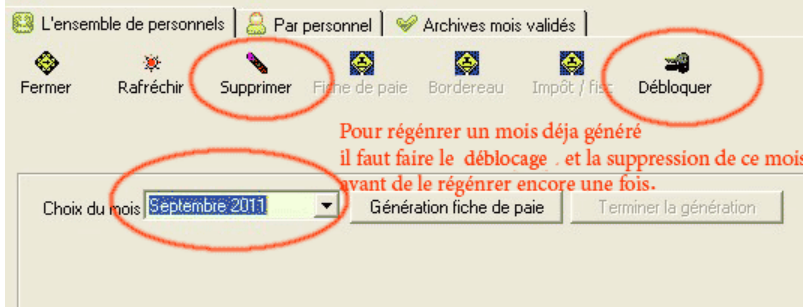 L'ensemble de personnels Par personnel Archives mois validés
Fermer Rafréchir Supprimer Fiche de paie Bordereau Impôt / fisc Débloquer
Pour régénrer un mois déja généré
il faut faire le déblocage . et la suppression de ce mois
avant de le régénrer encore une fois.
Choix du mois Septembre 2011 Génération fiche de paie Terminer la génération